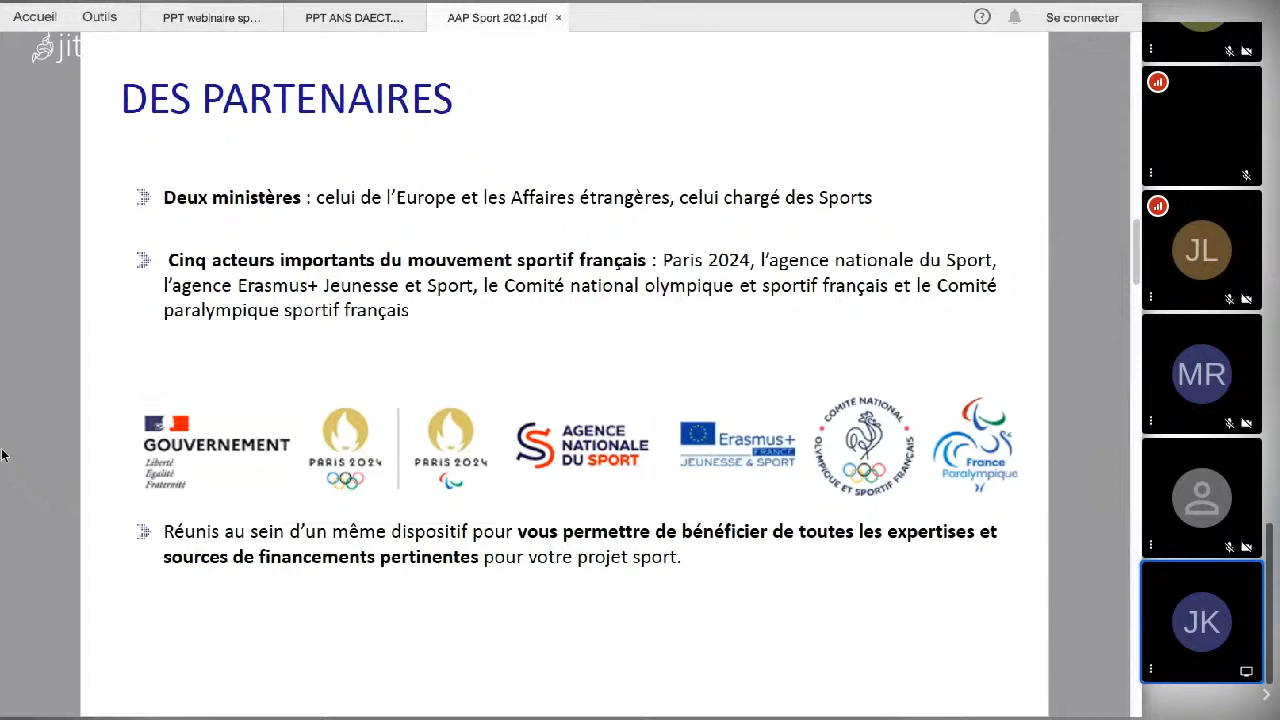 Accueil Outils PPT webinaire sp... PPT ANS DAECT.... AAP Sport 2021.pdf × ? Se connecter
jit
DES PARTENAIRES
Deux ministères : celui de l’Europe et les Affaires étrangères, celui chargé des Sports
Cinq acteurs importants du mouvement sportif français : Paris 2024, l’agence nationale du Sport,
l’agence Erasmus+ Jeunesse et Sport, le Comité national olympique et sportif français et le Comité
paralympique sportif français
GOUVERNEMENT
Liberté
Égalité
Fraternité
PARIS 2024
PARIS 2024
AGENCE
NATIONALE
DU SPORT
Erasmus+
FRANCE
JEUNESSE & SPORT
COMITÉ NATIONAL
OLYMPIQUE ET SPORTIF FRANÇAIS
France
Paralympique
Réunis au sein d’un même dispositif pour vous permettre de bénéficier de toutes les expertises et
sources de financements pertinentes pour votre projet sport.
JL
MR
JK